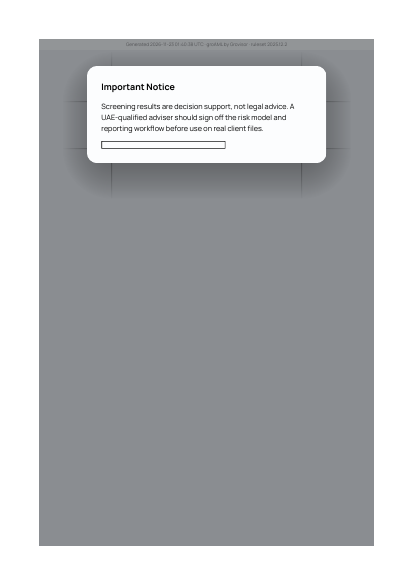 Important Notice
Screening results are decision support, not legal advice. A
UAE-qualified adviser should sign off the risk model and
reporting workflow before use on real client files.